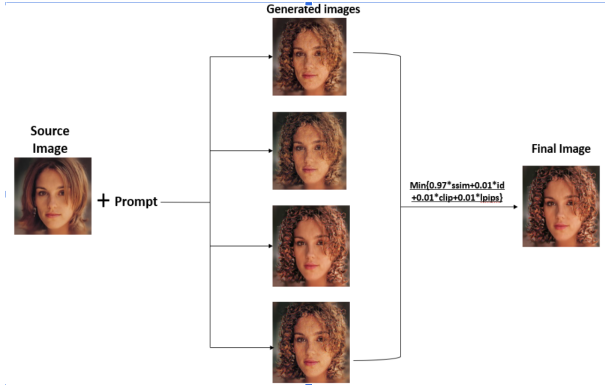 Generated images
Source
Image
+ Prompt
Min{0.97*ssim+0.01*id
+0.01*clip+0.01*lpips}
Final Image